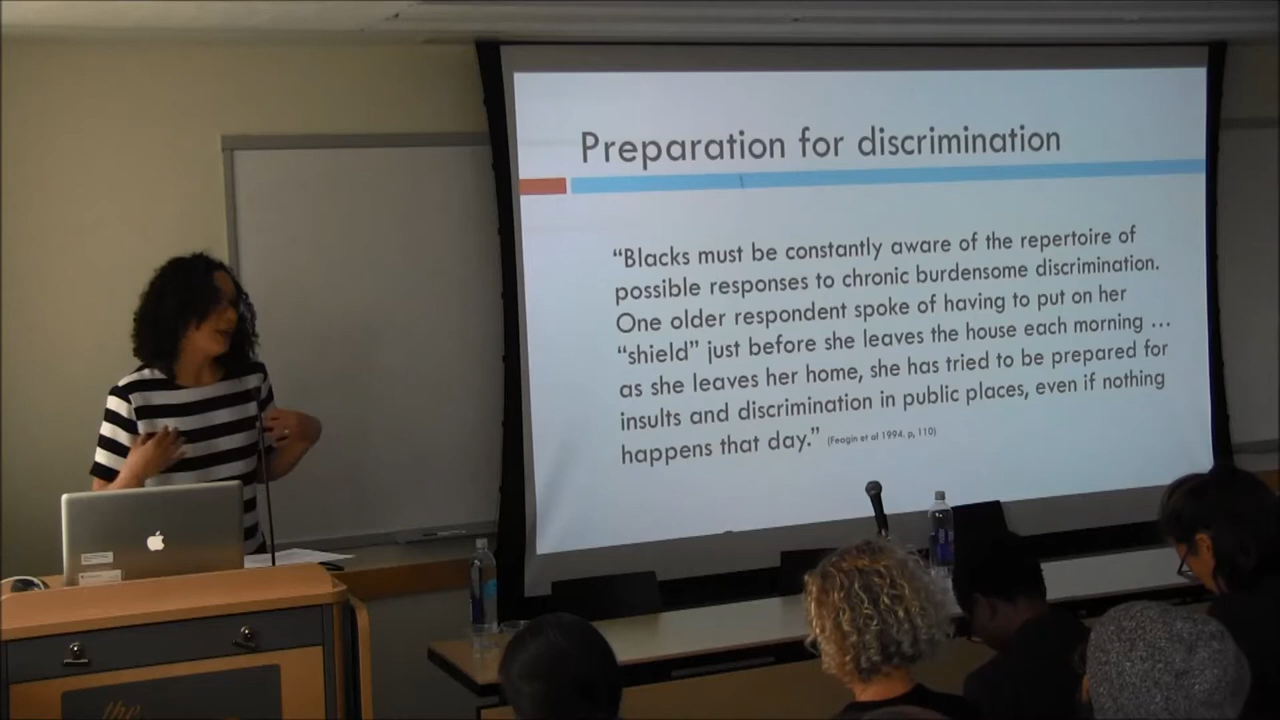 Preparation for discrimination
“Blacks must be constantly aware of the repertoire of
possible responses to chronic burdensome discrimination.
One older respondent spoke of having to put on her
“shield” just before she leaves the house each morning …
as she leaves her home, she has tried to be prepared for
insults and discrimination in public places, even if nothing
happens that day.” (Feagin et al 1994. p, 110)
the